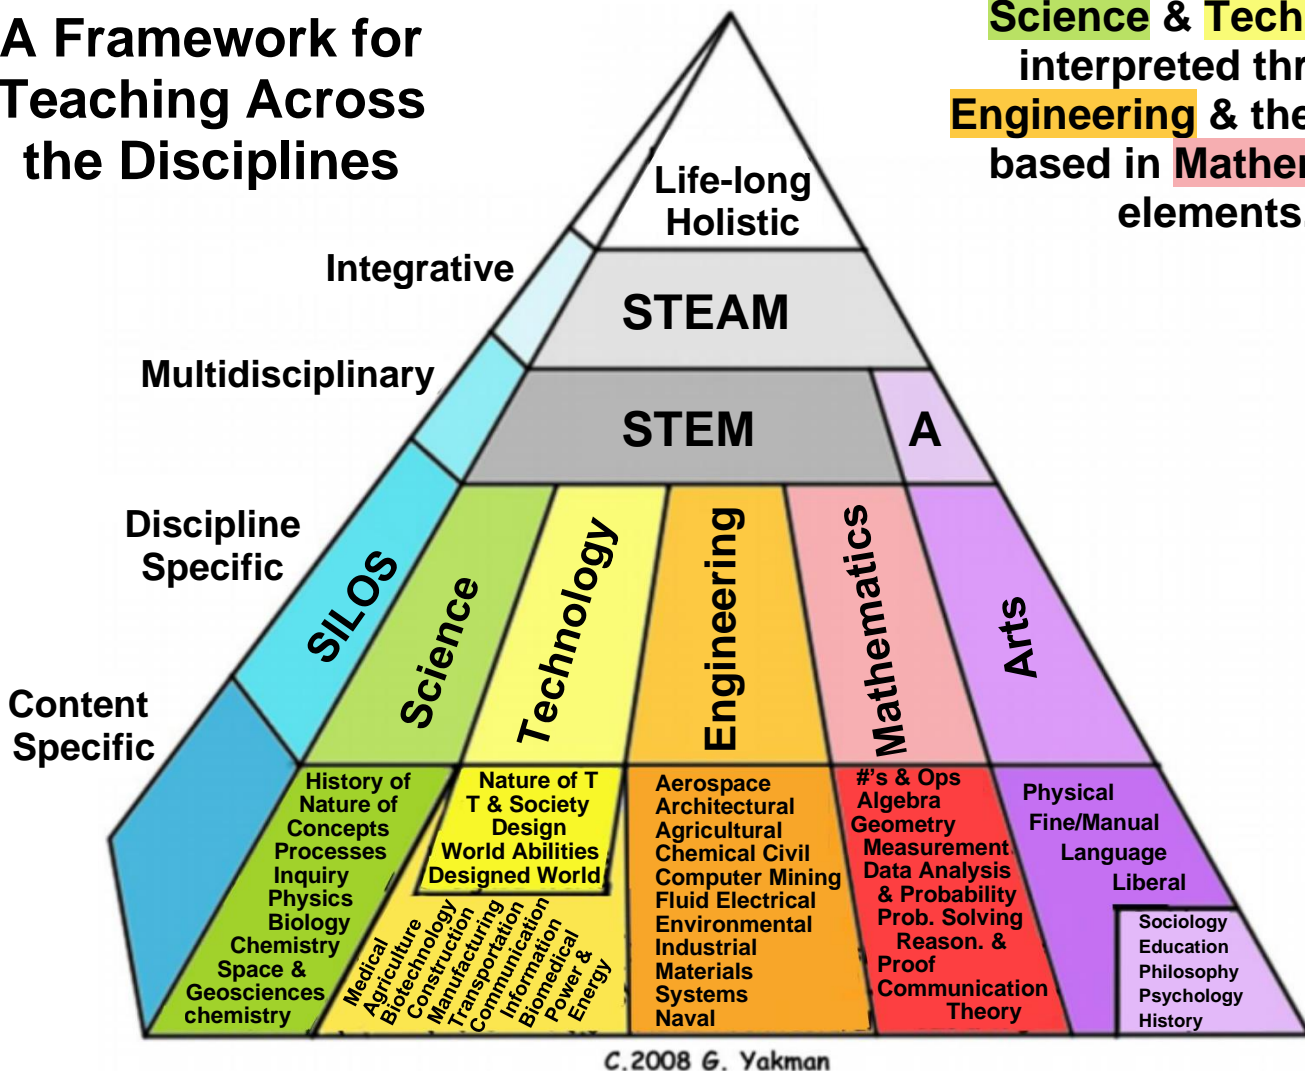 A Framework for
Teaching Across
the Disciplines
Science & Tech
interpreted thr
Engineering & the
based in Mather
elements.
Life-long
Holistic
Integrative
STEAM
Multidisciplinary
STEM
A
Discipline
Specific
SILOS
Science
Technology
Engineering
Mathematics
Arts
Content
Specific
History of
Nature of
Concepts
Processes
Inquiry
Physics
Biology
Chemistry
Space &
Geosciences
chemistry
Nature of T
T & Society
Design
World Abilities
Designed World
Medical
Agriculture
Biotechnology
Construction
Manufacturing
Transportation
Communication
Information
Biomedical
Power &
Energy
Aerospace
Architectural
Agricultural
Chemical Civil
Computer Mining
Fluid Electrical
Environmental
Industrial
Materials
Systems
Naval
#'s & Ops
Algebra
Geometry
Measurement
Data Analysis
& Probability
Prob. Solving
Reason. &
Proof
Communication
Theory
Physical
Fine/Manual
Language
Liberal
Sociology
Education
Philosophy
Psychology
History
C.2008 G. Yakman